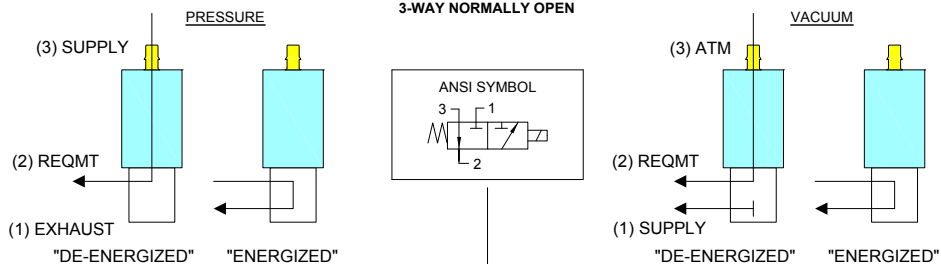 3-WAY NORMALLY OPEN
PRESSURE
(3) SUPPLY
(2) REQMT
(1) EXHAUST
"DE-ENERGIZED" "ENERGIZED"
ANSI SYMBOL
3 1
2
VACUUM
(3) ATM
(2) REQMT
(1) SUPPLY
"DE-ENERGIZED" "ENERGIZED"